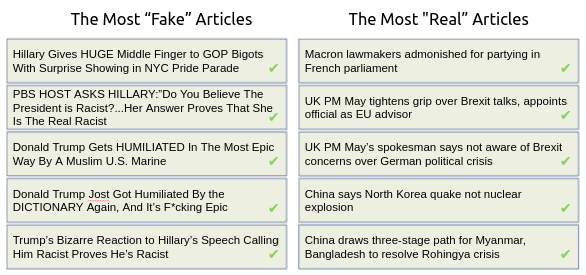 The Most “Fake” Articles
Hillary Gives HUGE Middle Finger to GOP Bigots
With Surprise Showing in NYC Pride Parade
PBS HOST ASKS HILLARY:”Do You Believe The
President is Racist?...Her Answer Proves That She
Is The Real Racist
Donald Trump Gets HUMILIATED In The Most Epic
Way By A Muslim U.S. Marine
Donald Trump Jost Got Humiliated By the
DICTIONARY Again, And It’s F*cking Epic
Trump’s Bizarre Reaction to Hillary’s Speech Calling
Him Racist Proves He’s Racist
The Most "Real” Articles
Macron lawmakers admonished for partying in
French parliament
UK PM May tightens grip over Brexit talks, appoints
official as EU advisor
UK PM May’s spokesman says not aware of Brexit
concerns over German political crisis
China says North Korea quake not nuclear
explosion
China draws three-stage path for Myanmar,
Bangladesh to resolve Rohingya crisis